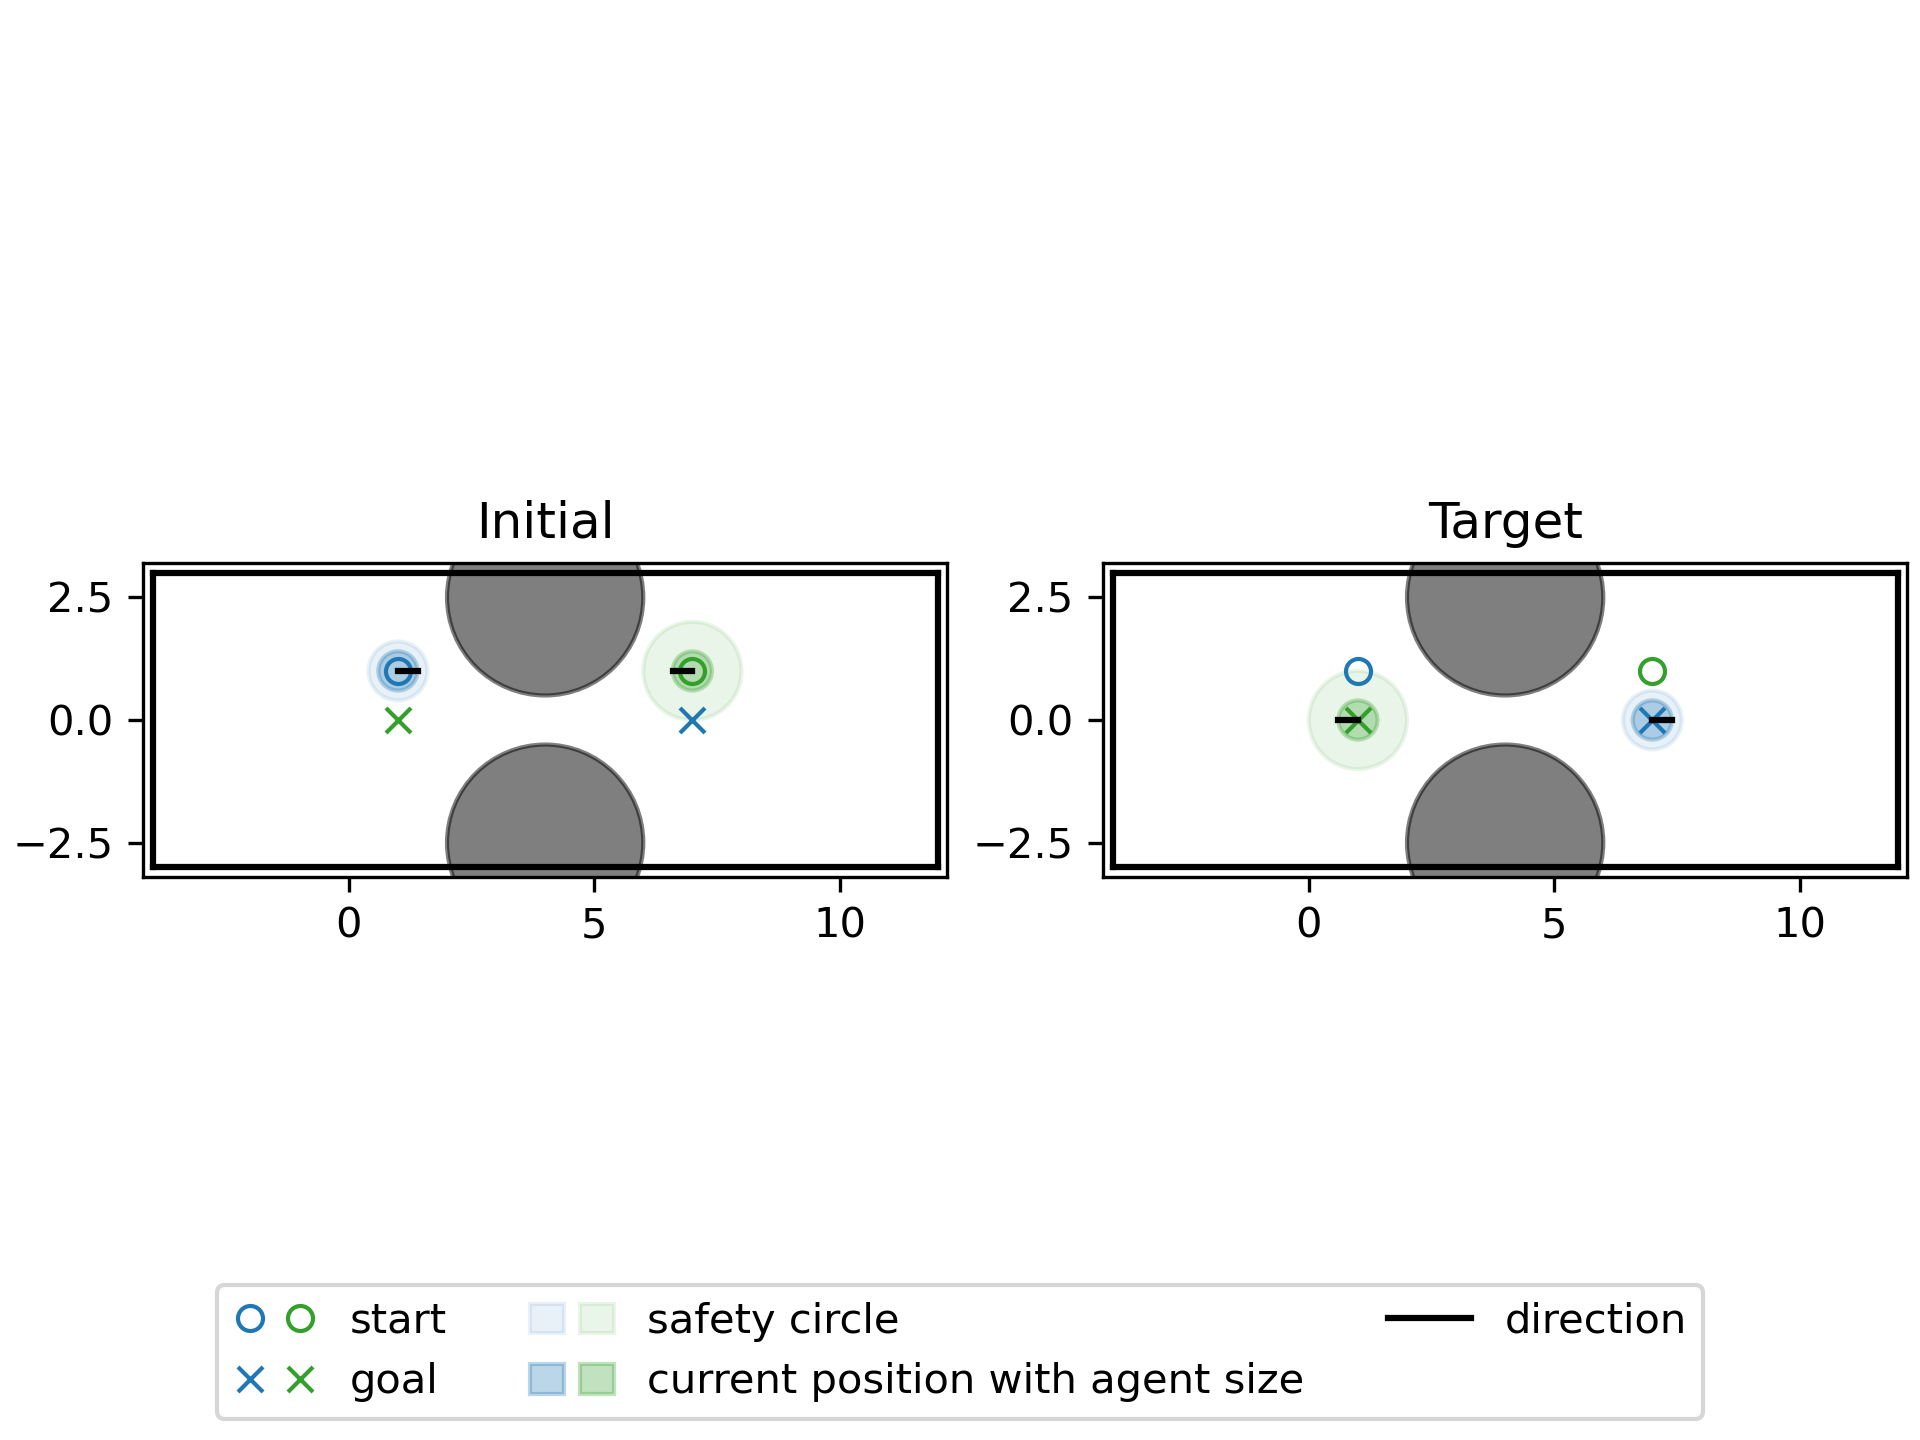 Initial
Target
2.5
0.0
−2.5
0
5
10
2.5
0.0
−2.5
0
5
10
start
safety circle
direction
goal
current position with agent size